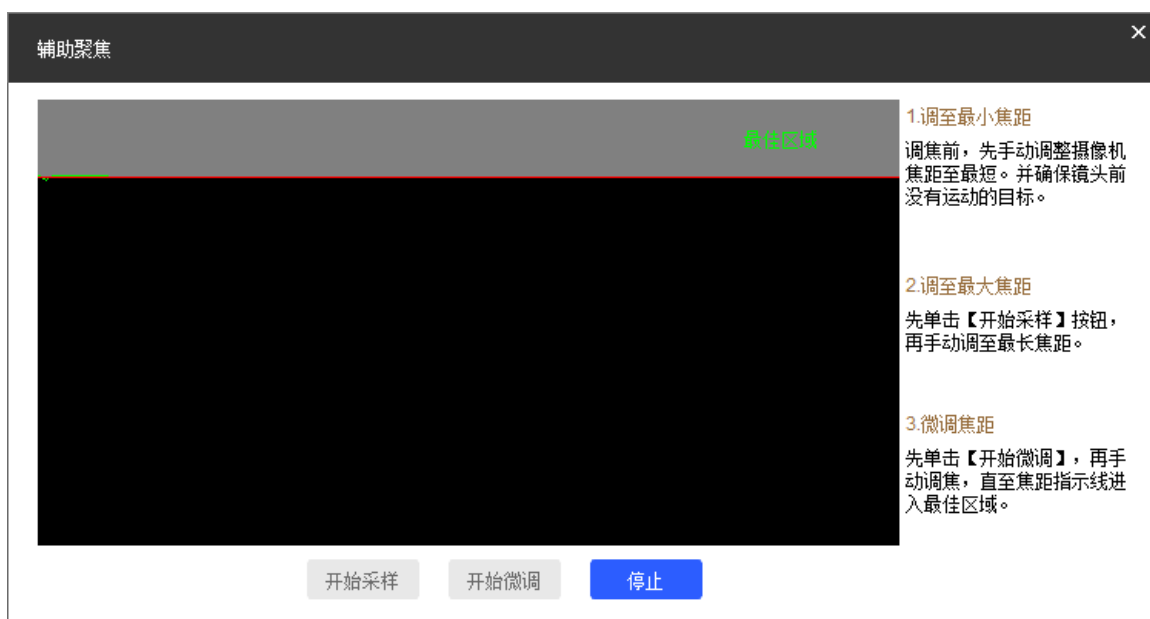 辅助聚焦
最佳区域
1.调至最小焦距
调焦前，先手动调整摄像机
焦距至最短。并确保镜头前
没有运动的目标。
2.调至最大焦距
先单击【开始采样】按钮，
再手动调至最长焦距。
3.微调焦距
先单击【开始微调】，再手
动调焦，直至焦距指示线进
入最佳区域。
开始采样
开始微调
停止